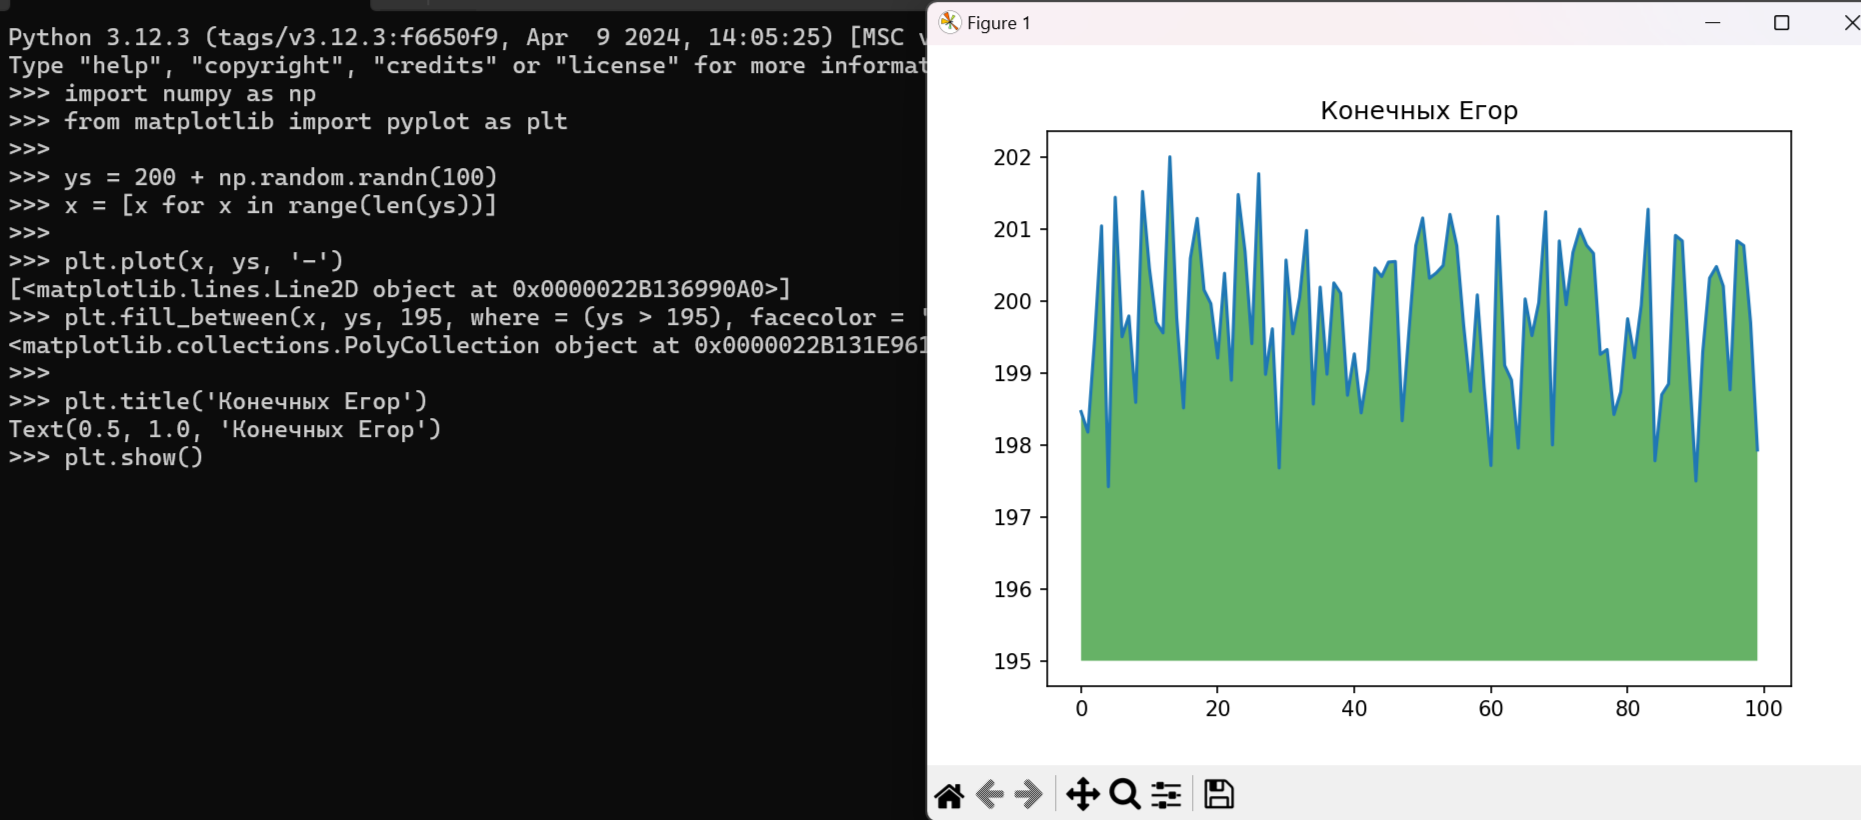 Python 3.12.3 (tags/v3.12.3:f6650f9, Apr  9 2024, 14:05:25) [MSC
Type "help", "copyright", "credits" or "license" for more
>>> import numpy as np
>>> from matplotlib import pyplot as plt
>>>
>>> ys = 200 + np.random.randn(100)
>>> x = [x for x in range(len(ys))]
>>>
>>> plt.plot(x, ys, '-')
[<matplotlib.lines.Line2D object at 0x0000022B136990A0>]
>>> plt.fill_between(x, ys, 195, where = (ys > 195), facecolor = '
<matplotlib.collections.PolyCollection object at 0x0000022B131E961
>>>
>>> plt.title('Конечных Егор')
Text(0.5, 1.0, 'Конечных Егор')
>>> plt.show()
Figure 1
Конечных Егор
202
201
200
199
198
197
196
195
0 20 40 60 80 100